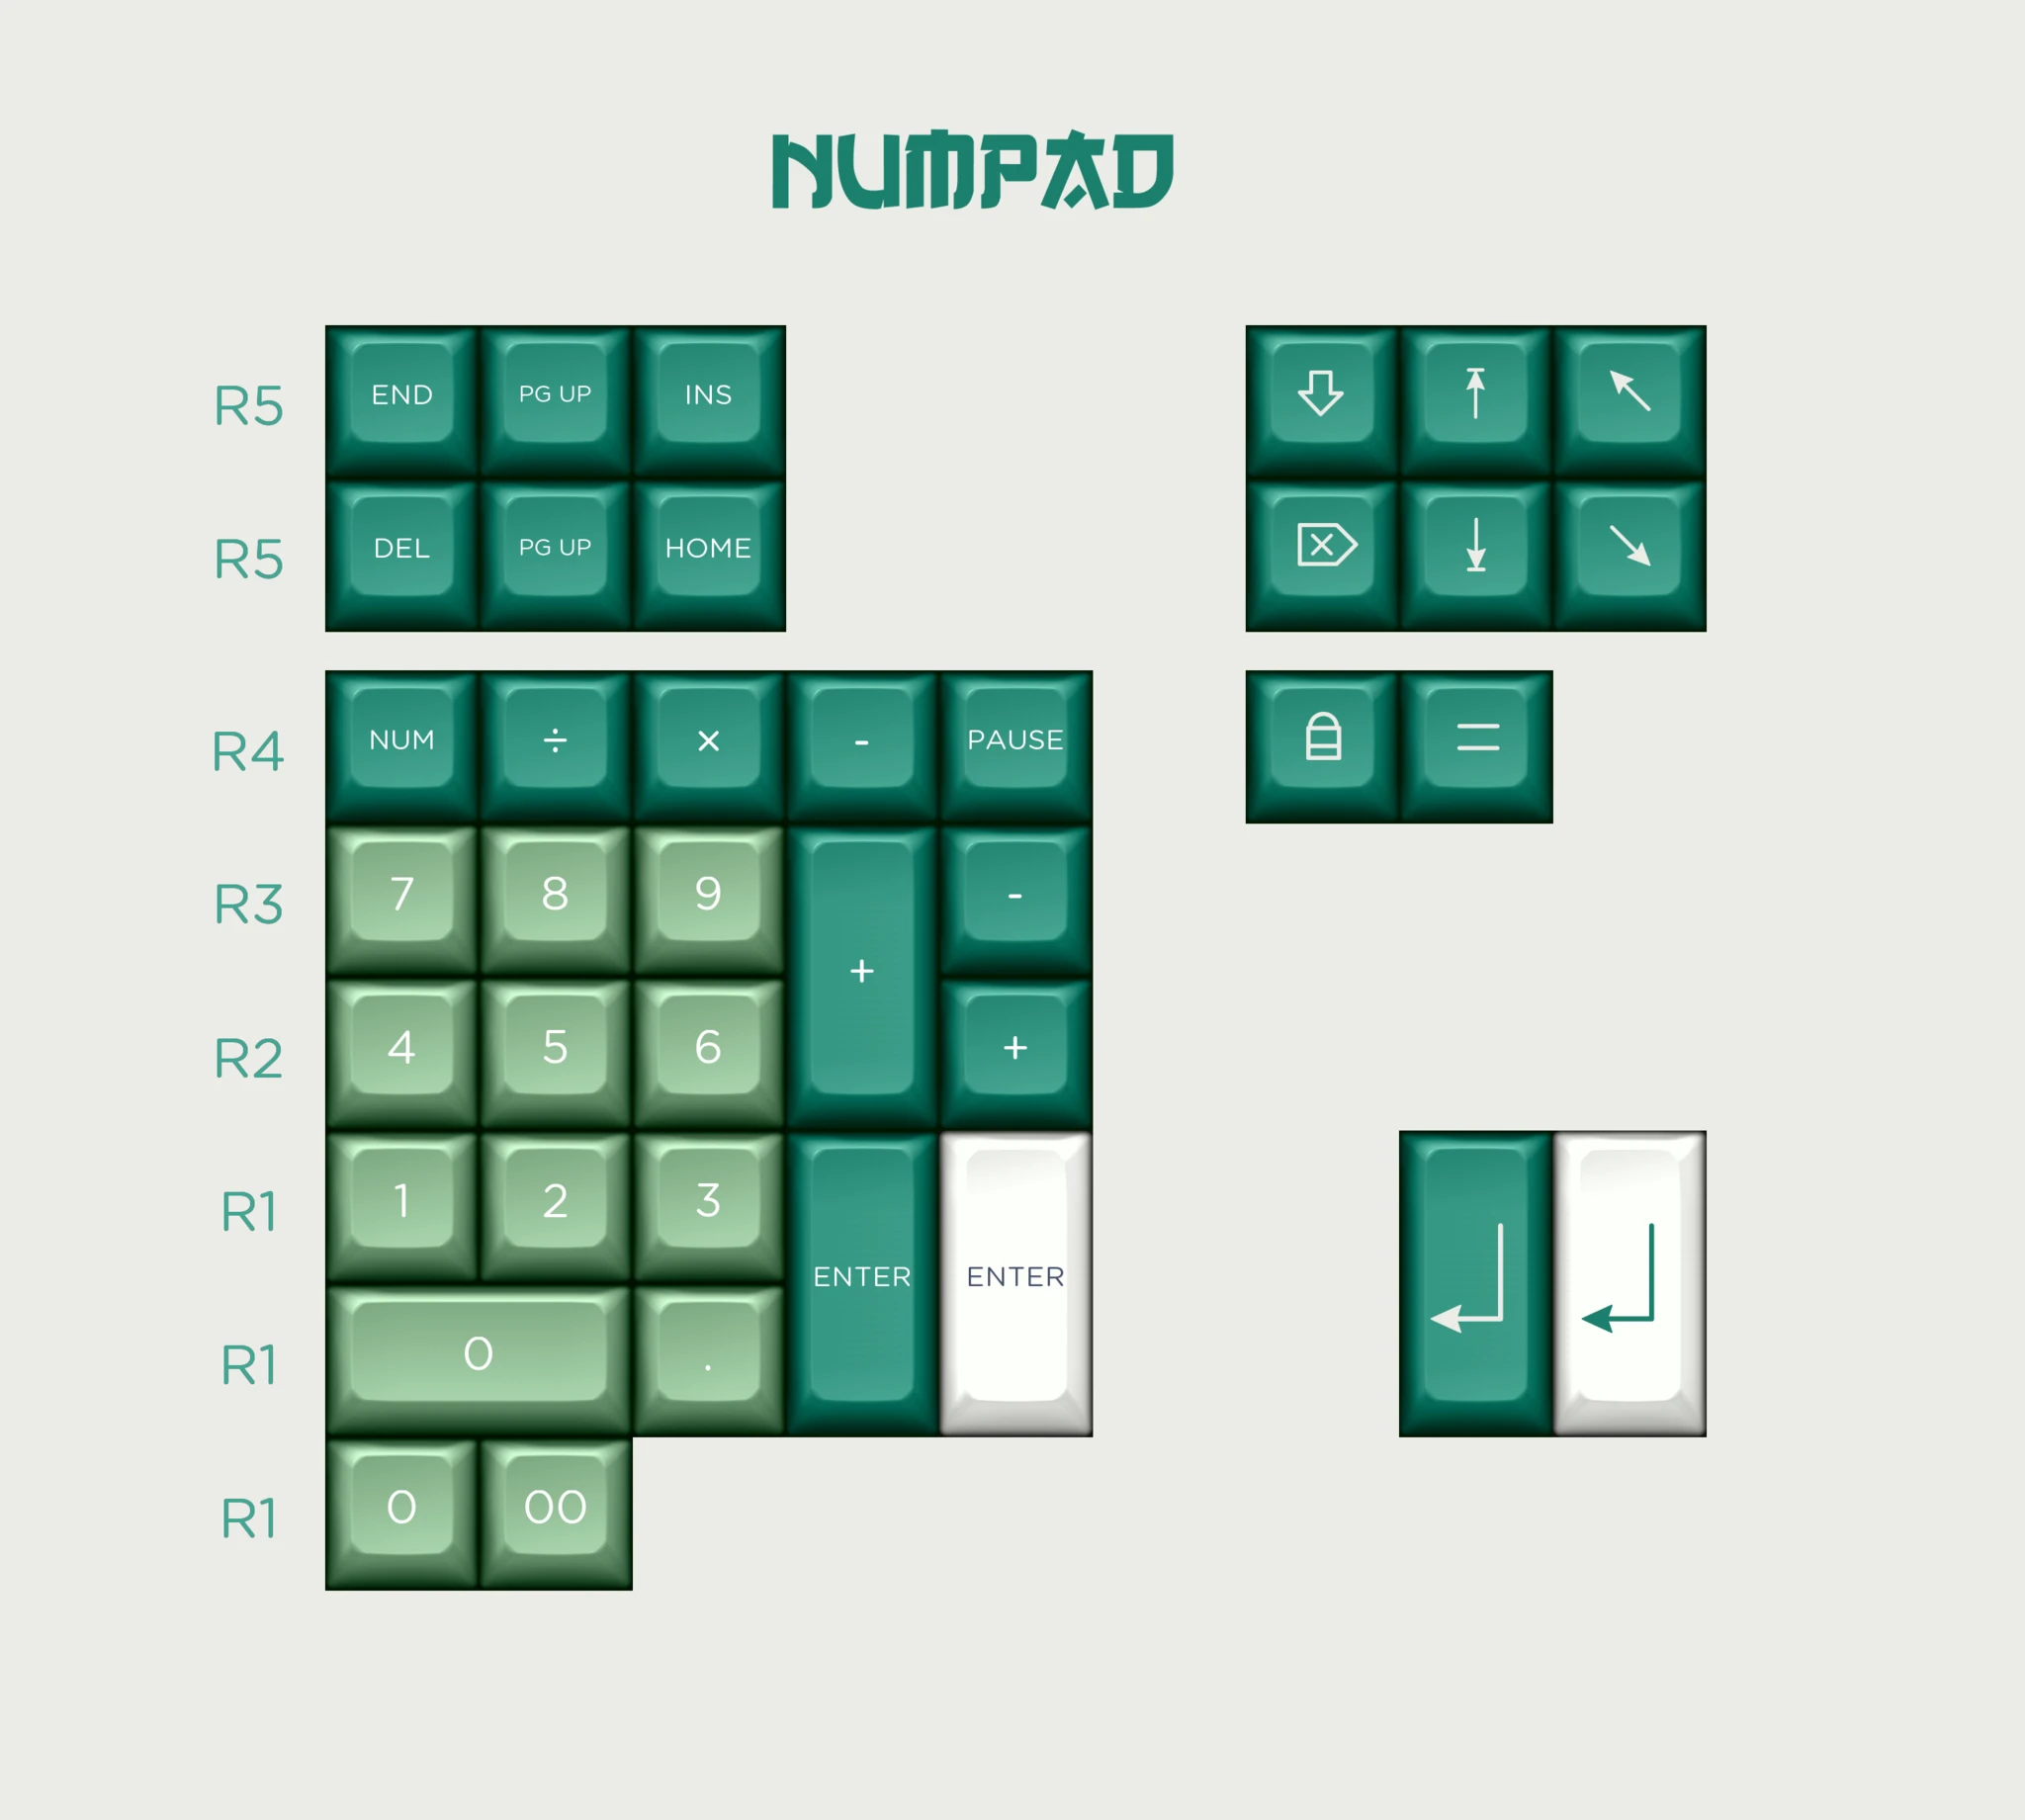 NUMPAD
R5 END PG UP INS
R5 DEL PG UP HOME
R4 NUM ÷ × - PAUSE =
R3 7 8 9 -
+
R2 4 5 6 +
R1 1 2 3
ENTER ENTER
R1 0 .
R1 0 00